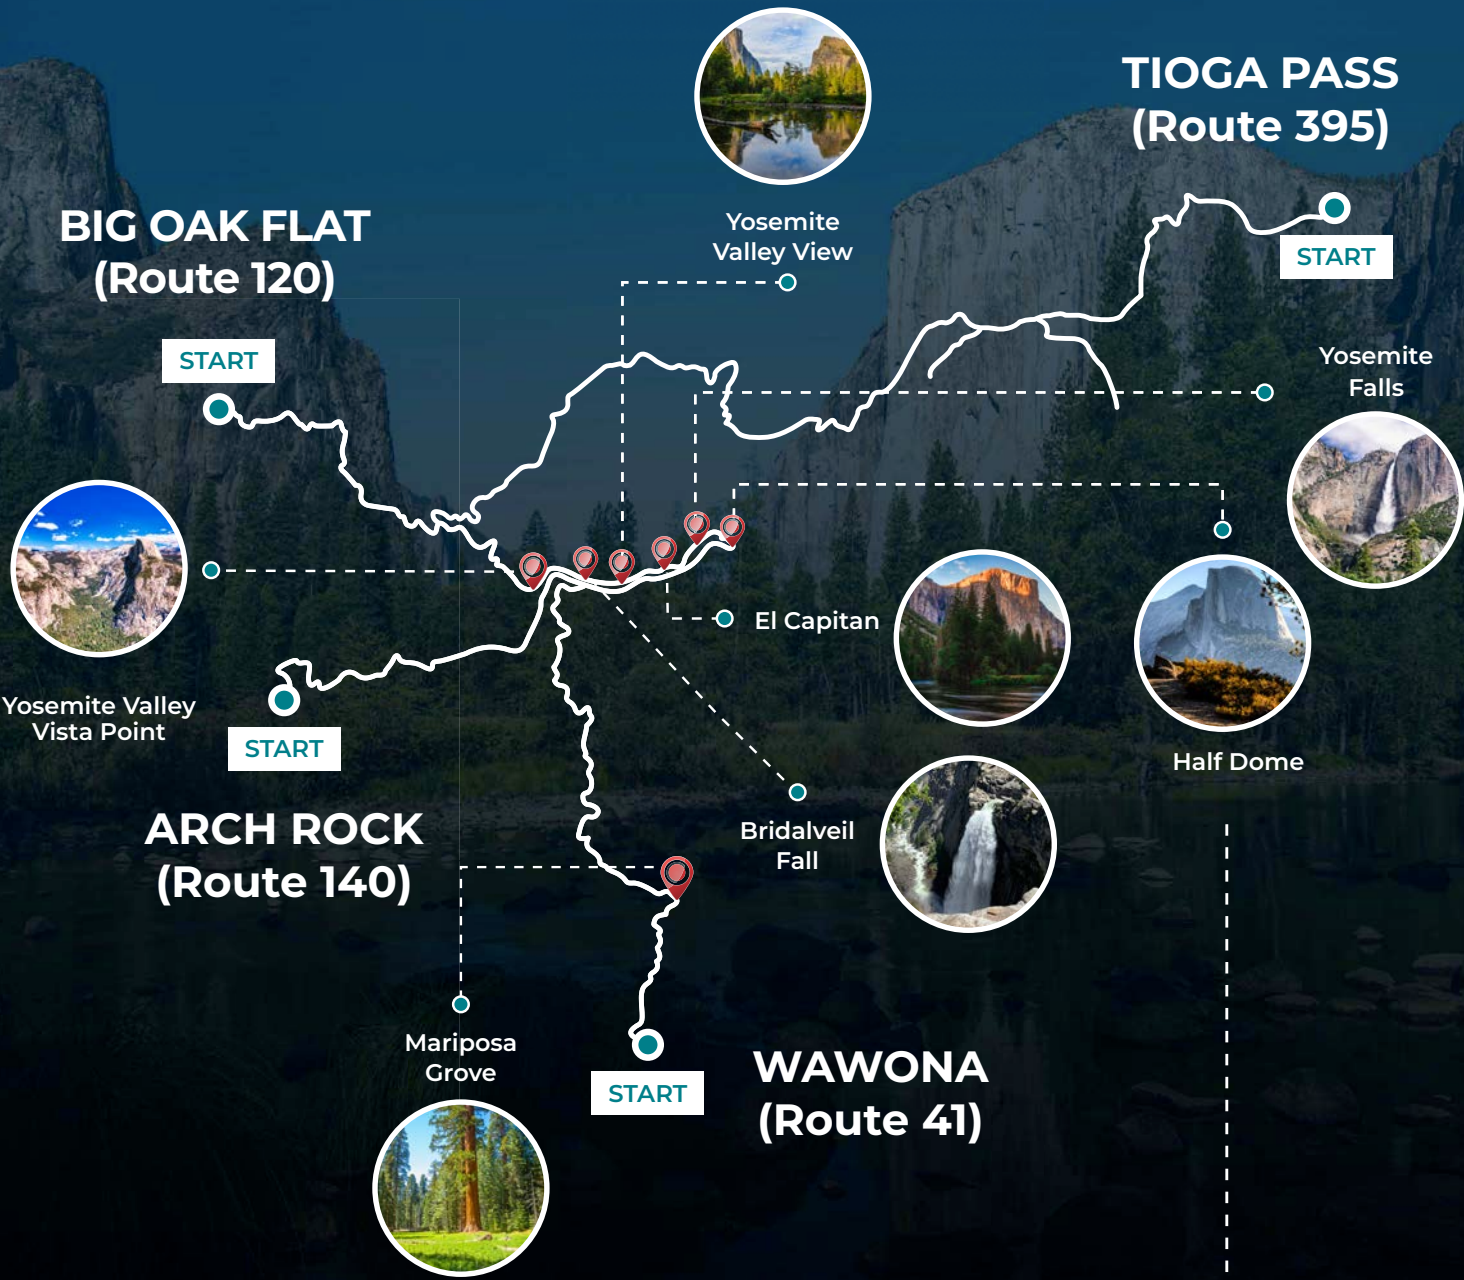 TIOGA PASS
(Route 395)
START
BIG OAK FLAT
(Route 120)
START
Yosemite
Valley View
Yosemite
Falls
El Capitan
Yosemite Valley
Vista Point
START
ARCH ROCK
(Route 140)
Half Dome
Bridalveil
Fall
Mariposa
Grove
START
WAWONA
(Route 41)